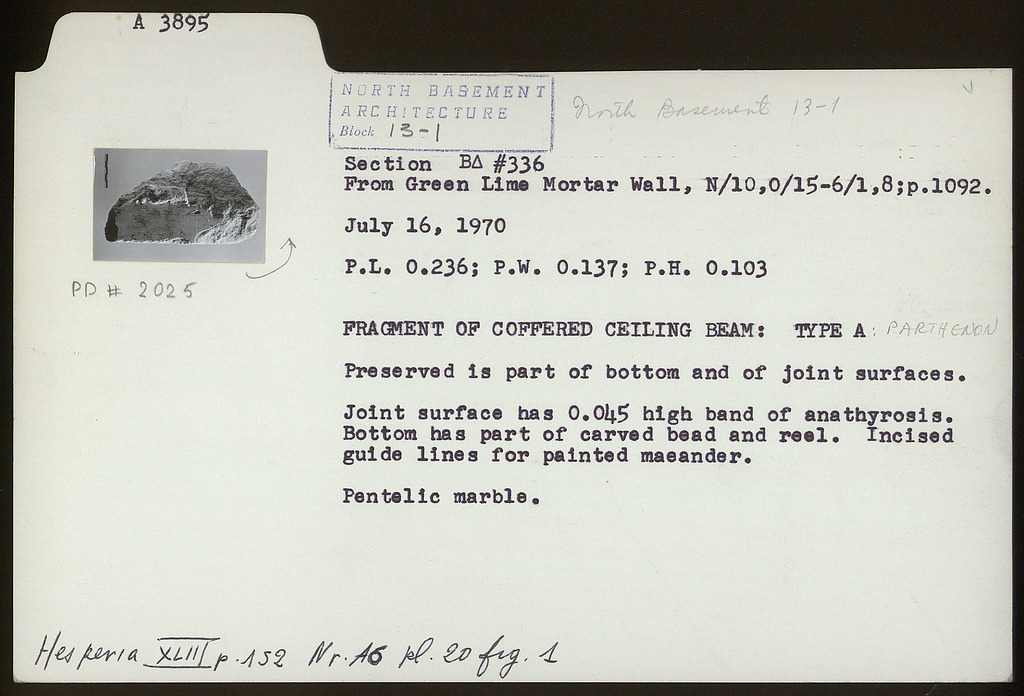 A 3895
NORTH BASEMENT
ARCHITECTURE
Block 13-1
North Basement 13-1
Section BΔ #336
From Green Lime Mortar Wall, N/10,O/15-6/1,8;p.1092.
July 16, 1970
P.L. 0.236; P.W. 0.137; P.H. 0.103
PD # 2025
FRAGMENT OF COFFERED CEILING BEAM: TYPE A : PARTHENON
Preserved is part of bottom and of joint surfaces.
Joint surface has 0.045 high band of anathyrosis.
Bottom has part of carved bead and reel. Incised
guide lines for painted maeander.
Pentelic marble.
Hesperia XLIII p.152 Nr. A6 pl. 20 fig. 1